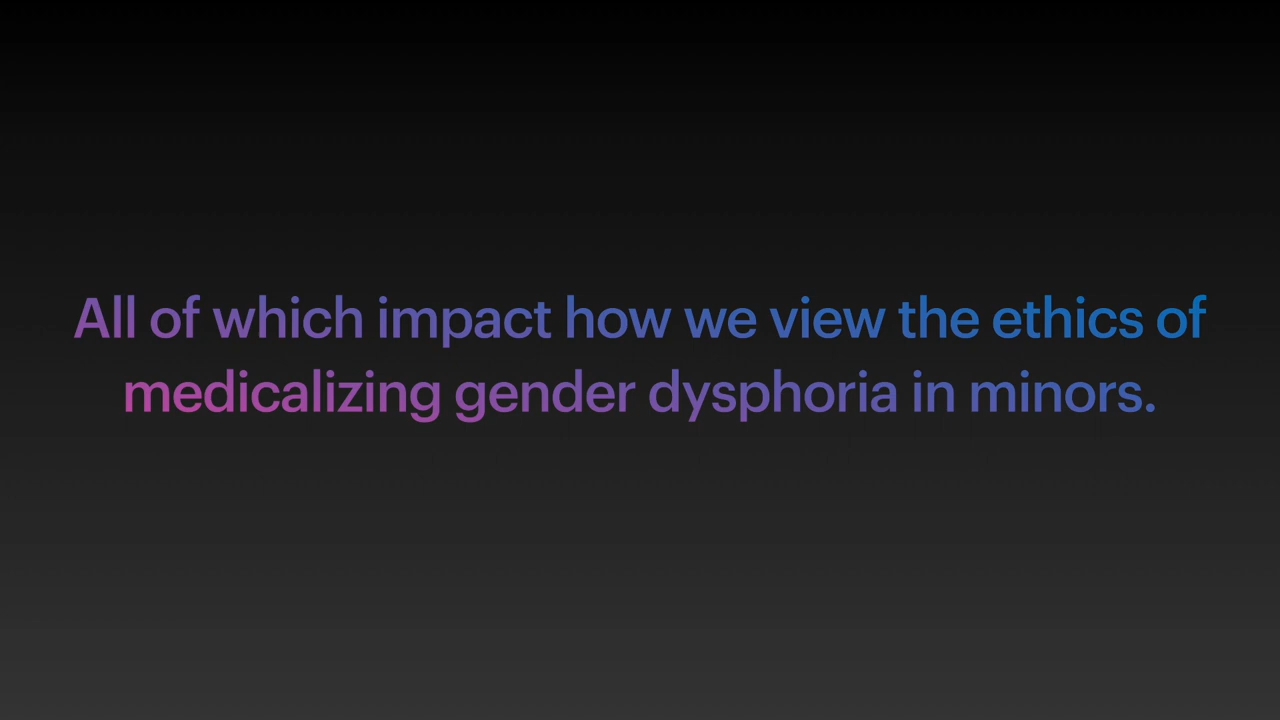 All of which impact how we view the ethics of
medicalizing gender dysphoria in minors.